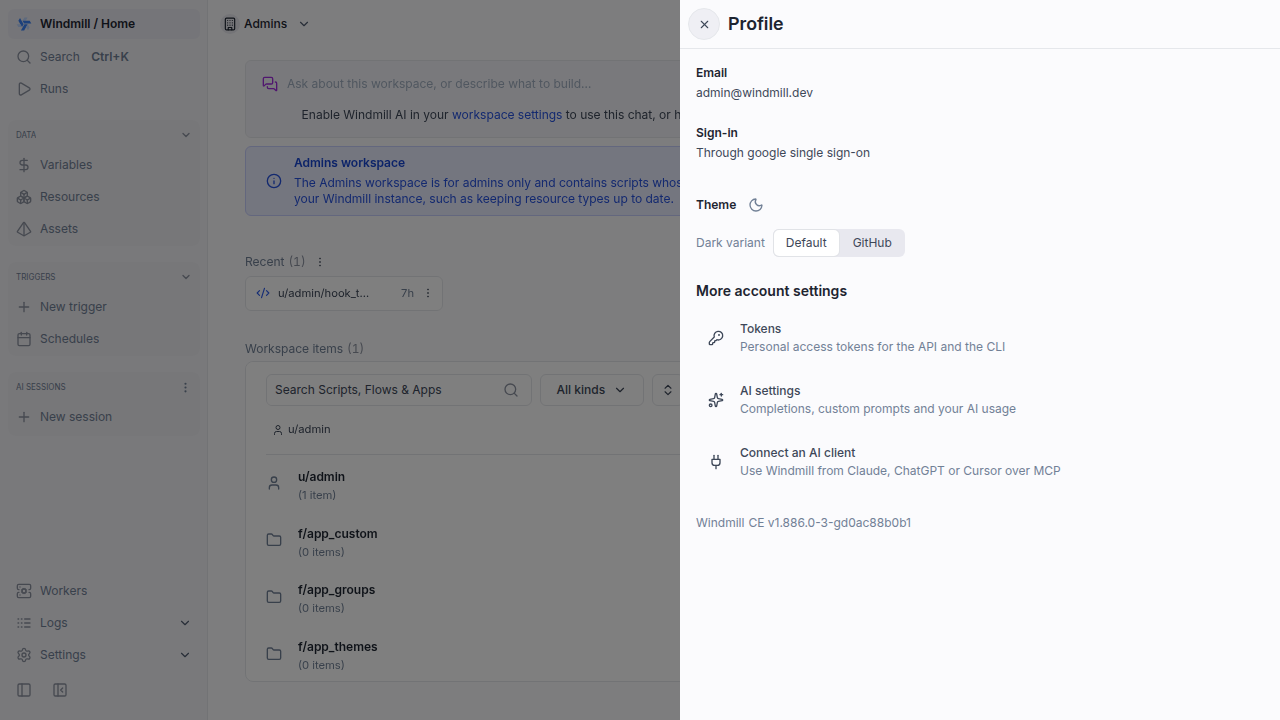 Windmill / Home
Search Ctrl+K
Runs
DATA
Variables
Resources
Assets
TRIGGERS
New trigger
Schedules
AI SESSIONS
New session
Workers
Logs
Settings
Admins
Ask about this workspace, or describe what to build...
Enable Windmill AI in your workspace settings to use this chat, or h
Admins workspace
The Admins workspace is for admins only and contains scripts whos
your Windmill instance, such as keeping resource types up to date.
Recent (1)
u/admin/hook_t... 7h
Workspace items (1)
Search Scripts, Flows & Apps All kinds
u/admin
u/admin
(1 item)
f/app_custom
(0 items)
f/app_groups
(0 items)
f/app_themes
(0 items)
Profile
Email
admin@windmill.dev
Sign-in
Through google single sign-on
Theme
Dark variant Default GitHub
More account settings
Tokens
Personal access tokens for the API and the CLI
AI settings
Completions, custom prompts and your AI usage
Connect an AI client
Use Windmill from Claude, ChatGPT or Cursor over MCP
Windmill CE v1.886.0-3-gd0ac88b0b1